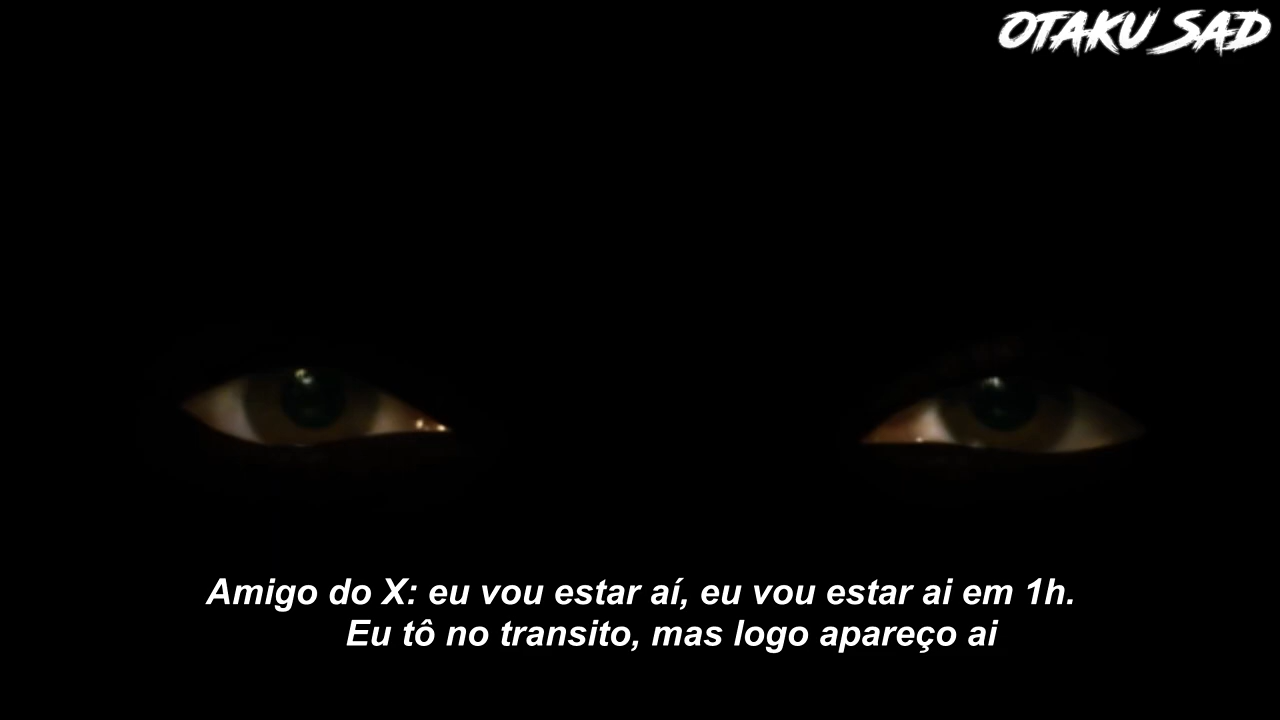 OTAKU SAD
Amigo do X: eu vou estar aí, eu vou estar ai em 1h.
Eu tô no transito, mas logo apareço ai